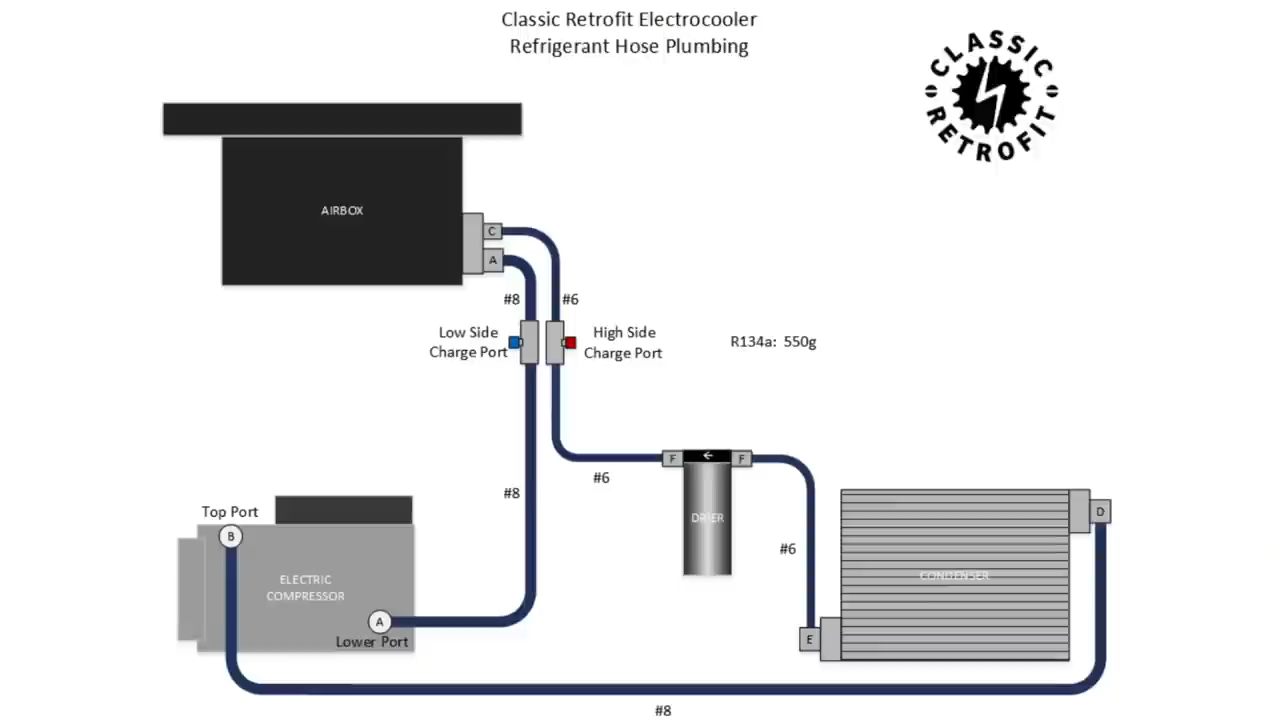 Classic Retrofit Electrocooler
Refrigerant Hose Plumbing
CLASSIC
RETROFIT
AIRBOX
C
A
#8
#6
Low Side
Charge Port
High Side
Charge Port
R134a: 550g
F
F
#6
#8
DRIER
Top Port
B
D
#6
ELECTRIC
COMPRESSOR
CONDENSER
A
Lower Port
E
#8